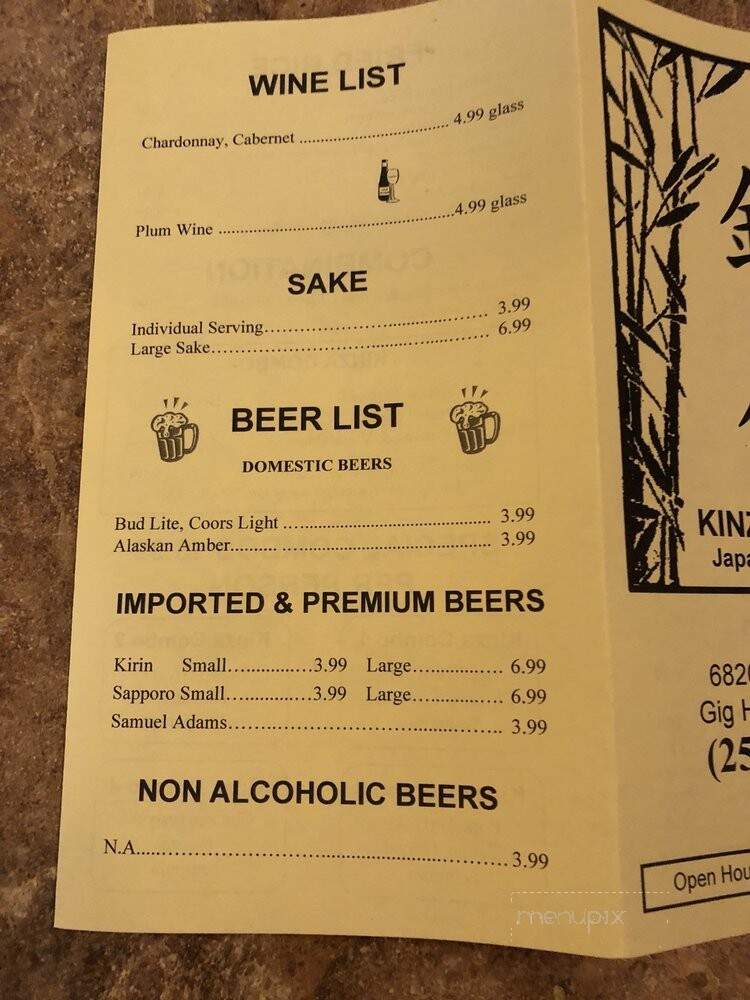 WINE LIST
Chardonnay, Cabernet ................................ 4.99 glass
Plum Wine ................................................4.99 glass
SAKE
Individual Serving................................................ 3.99
Large Sake............................................................ 6.99
BEER LIST
DOMESTIC BEERS
Bud Lite, Coors Light ............................................. 3.99
Alaskan Amber.......... .......................................... 3.99
IMPORTED & PREMIUM BEERS
Kirin Small.................3.99 Large.................. 6.99
Sapporo Small.................3.99 Large.................. 6.99
Samuel Adams......................................................... 3.99
NON ALCOHOLIC BEERS
N.A.....................................................................3.99
KINZ
Japa
6820
Gig H
(25
Open Hou
menupix